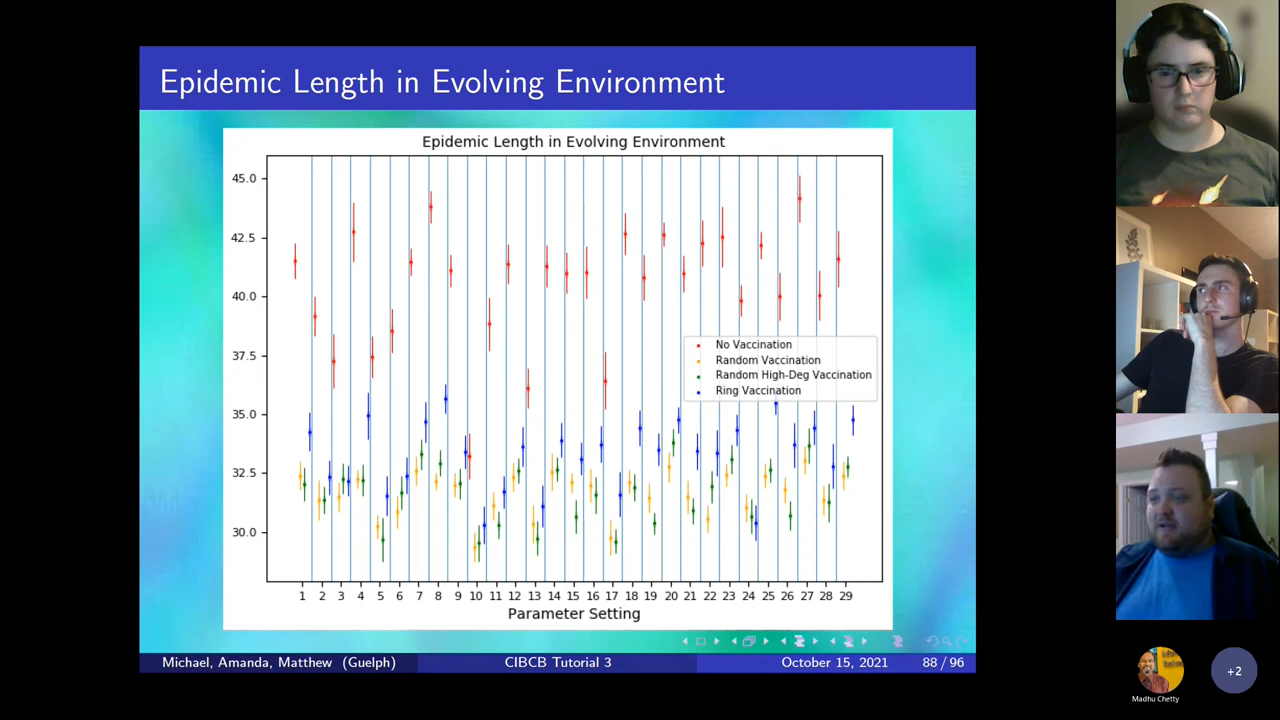 Epidemic Length in Evolving Environment
Epidemic Length in Evolving Environment
45.0
42.5
40.0
37.5
35.0
32.5
30.0
No Vaccination
Random Vaccination
Random High-Deg Vaccination
Ring Vaccination
1 2 3 4 5 6 7 8 9 10 11 12 13 14 15 16 17 18 19 20 21 22 23 24 25 26 27 28 29
Parameter Setting
Michael, Amanda, Matthew (Guelph) CIBCB Tutorial 3 October 15, 2021 88 / 96
+2
Madhu Chetty